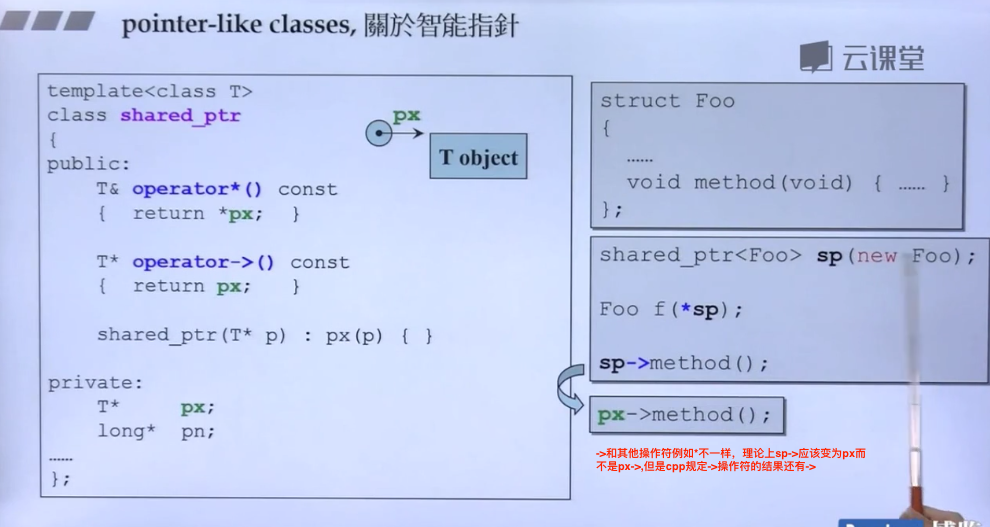 pointer-like classes, 關於智能指針
云课堂
template<class T>
class shared_ptr
{
public:
T& operator*() const
{ return *px; }
T* operator->() const
{ return px; }
shared_ptr(T* p) : px(p) { }
private:
T* px;
long* pn;
……
};
px
T object
struct Foo
{
……
void method(void) { …… }
};
shared_ptr<Foo> sp(new Foo);
Foo f(*sp);
sp->method();
px->method();
->和其他操作符例如*不一样，理论上sp->应该变为px而
不是px->,但是cpp规定->操作符的结果还有->